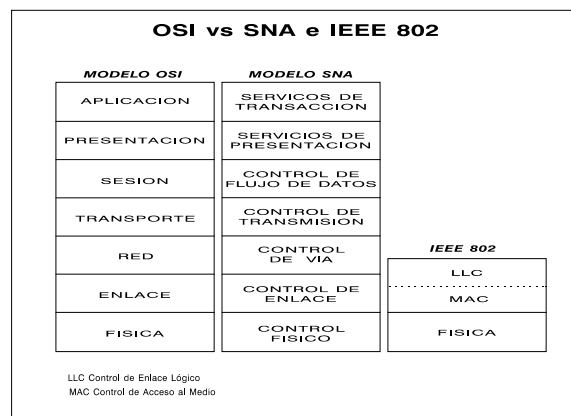 OSI vs SNA e IEEE 802
MODELO OSI
APLICACION
PRESENTACION
SESION
TRANSPORTE
RED
ENLACE
FISICA
MODELO SNA
SERVICOS DE
TRANSACCION
SERVICIOS DE
PRESENTACION
CONTROL DE
FLUJO DE DATOS
CONTROL DE
TRANSMISION
CONTROL
DE VIA
CONTROL DE
ENLACE
CONTROL
FISICO
IEEE 802
LLC
MAC
FISICA
LLC Control de Enlace Lógico
MAC Control de Acceso al Medio